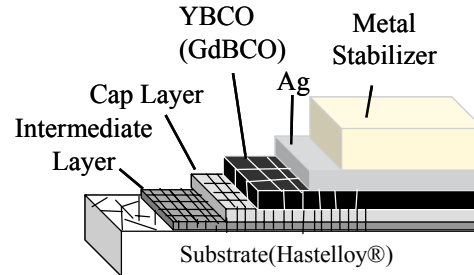 YBCO
(GdBCO)
Metal
Stabilizer
Ag
Cap Layer
Intermediate
Layer
Substrate(Hastelloy®)